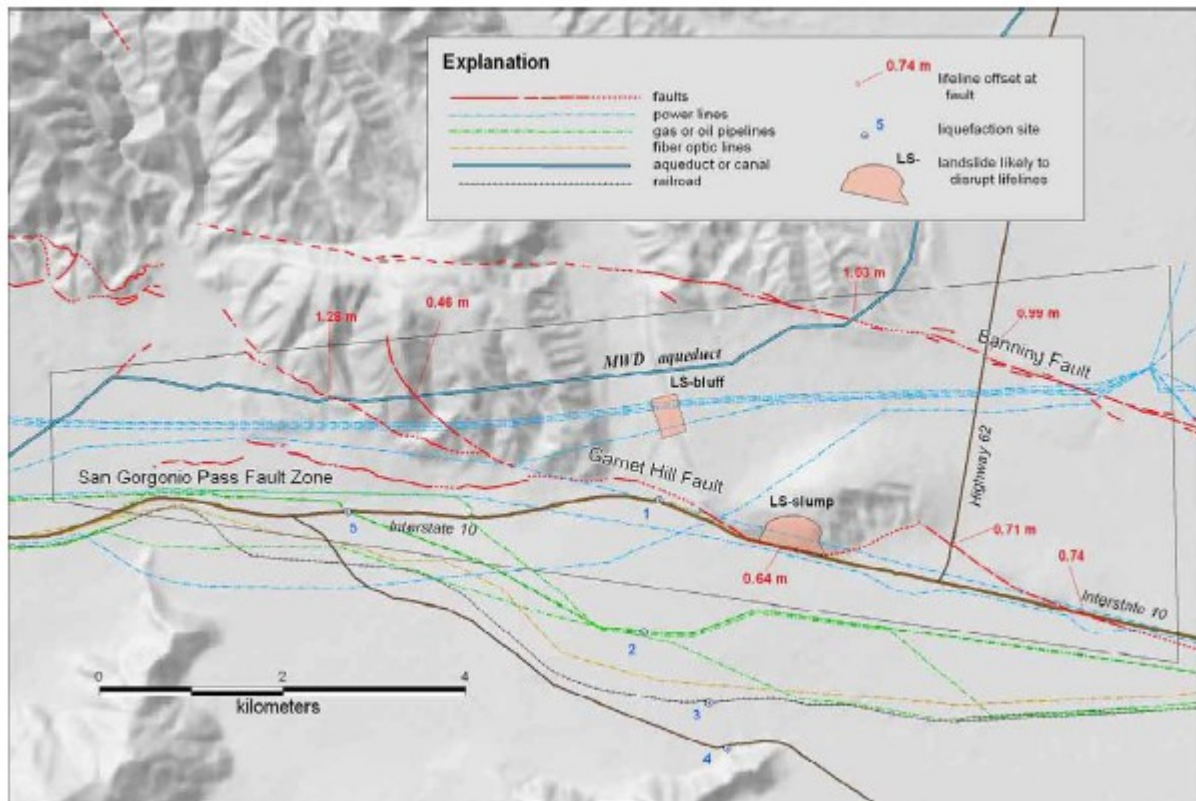 Explanation
faults
power lines
gas or oil pipelines
fiber optic lines
aqueduct or canal
railroad
0.74 m
lifeline offset at
fault
5
liquefaction site
LS-
landslide likely to
disrupt lifelines
1.28 m
0.46 m
1.03 m
0.99 m
Banning Fault
MWD aqueduct
LS-bluff
Highway 62
Garnet Hill Fault
San Gorgonio Pass Fault Zone
LS-slump
1
5
Interstate 10
0.71 m
0.64 m
0.74
Interstate 10
2
0
2
4
kilometers
3
4